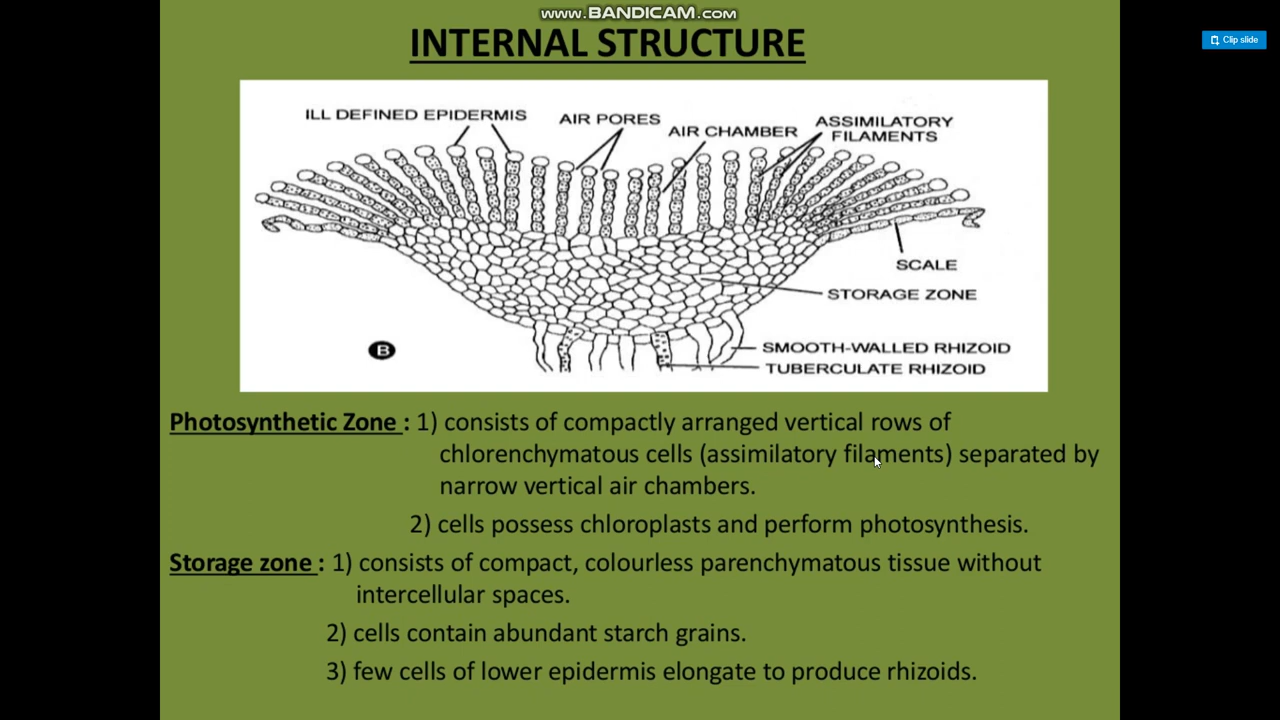 www.BANDICAM.com
INTERNAL STRUCTURE
Clip slide
ILL DEFINED EPIDERMIS
AIR PORES
AIR CHAMBER
ASSIMILATORY
FILAMENTS
SCALE
STORAGE ZONE
B
SMOOTH-WALLED RHIZOID
TUBERCULATE RHIZOID
Photosynthetic Zone : 1) consists of compactly arranged vertical rows of
chlorenchymatous cells (assimilatory filaments) separated by
narrow vertical air chambers.
2) cells possess chloroplasts and perform photosynthesis.
Storage zone : 1) consists of compact, colourless parenchymatous tissue without
intercellular spaces.
2) cells contain abundant starch grains.
3) few cells of lower epidermis elongate to produce rhizoids.